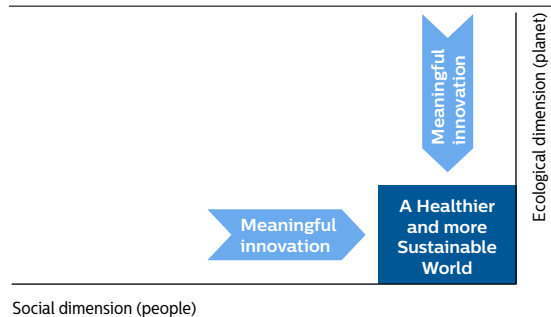 Meaningful
innovation
Ecological dimension (planet)
Meaningful
innovation
A Healthier
and more
Sustainable
World
Social dimension (people)